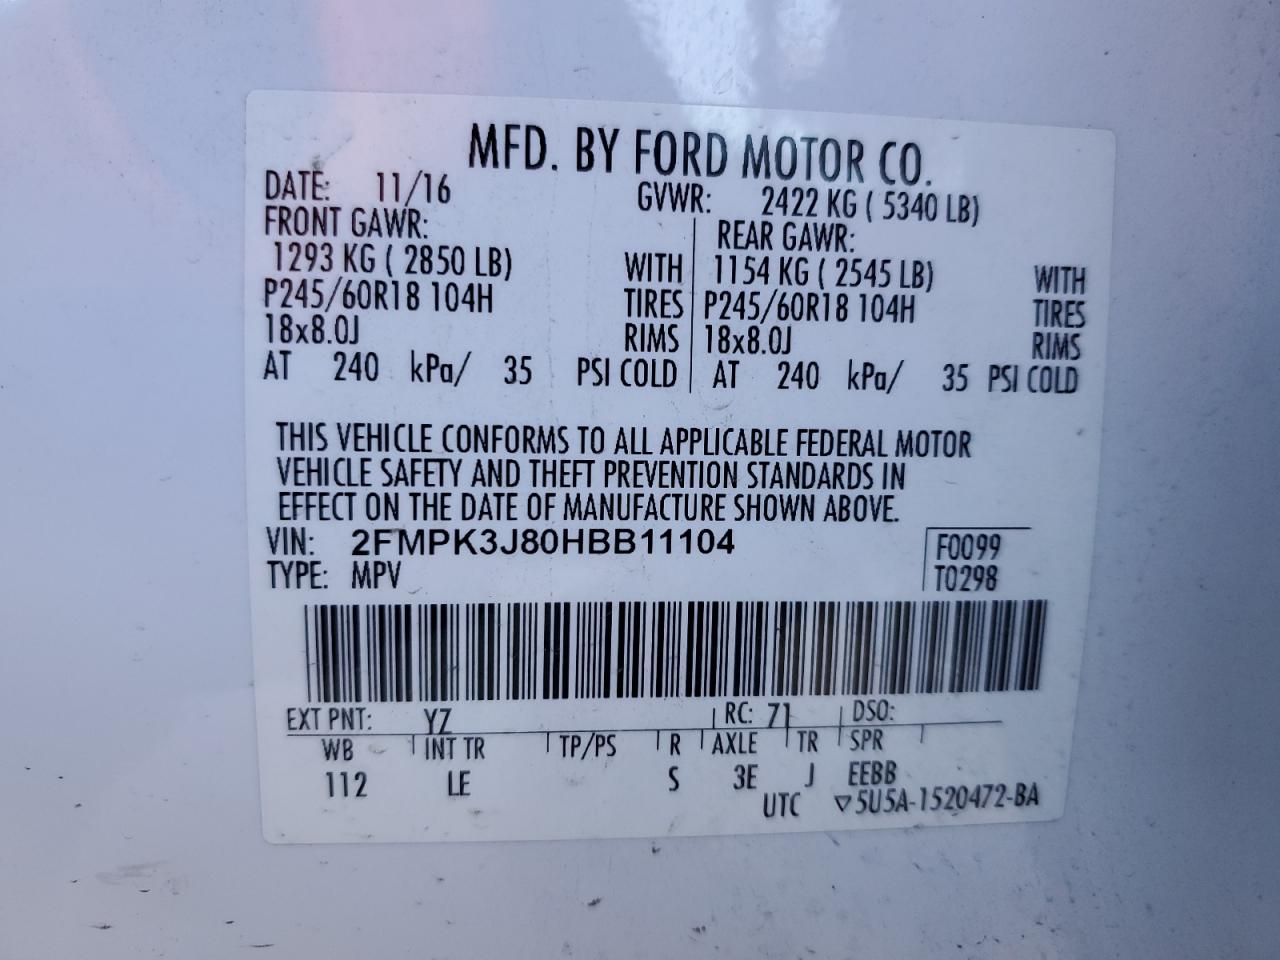 MFD. BY FORD MOTOR CO.
DATE: 11/16 GVWR: 2422 KG ( 5340 LB)
FRONT GAWR: REAR GAWR:
1293 KG ( 2850 LB) WITH 1154 KG ( 2545 LB) WITH
P245/60R18 104H TIRES P245/60R18 104H TIRES
18x8.0J RIMS 18x8.0J RIMS
AT 240 kPa/ 35 PSI COLD AT 240 kPa/ 35 PSI COLD
THIS VEHICLE CONFORMS TO ALL APPLICABLE FEDERAL MOTOR
VEHICLE SAFETY AND THEFT PREVENTION STANDARDS IN
EFFECT ON THE DATE OF MANUFACTURE SHOWN ABOVE.
VIN: 2FMPK3J80HBB11104 F0099
TYPE: MPV T0298
EXT PNT: YZ RC: 71 DSO:
WB INT TR TP/PS R AXLE TR SPR
112 LE S 3E J EEBB
UTC ▽5U5A-1520472-BA